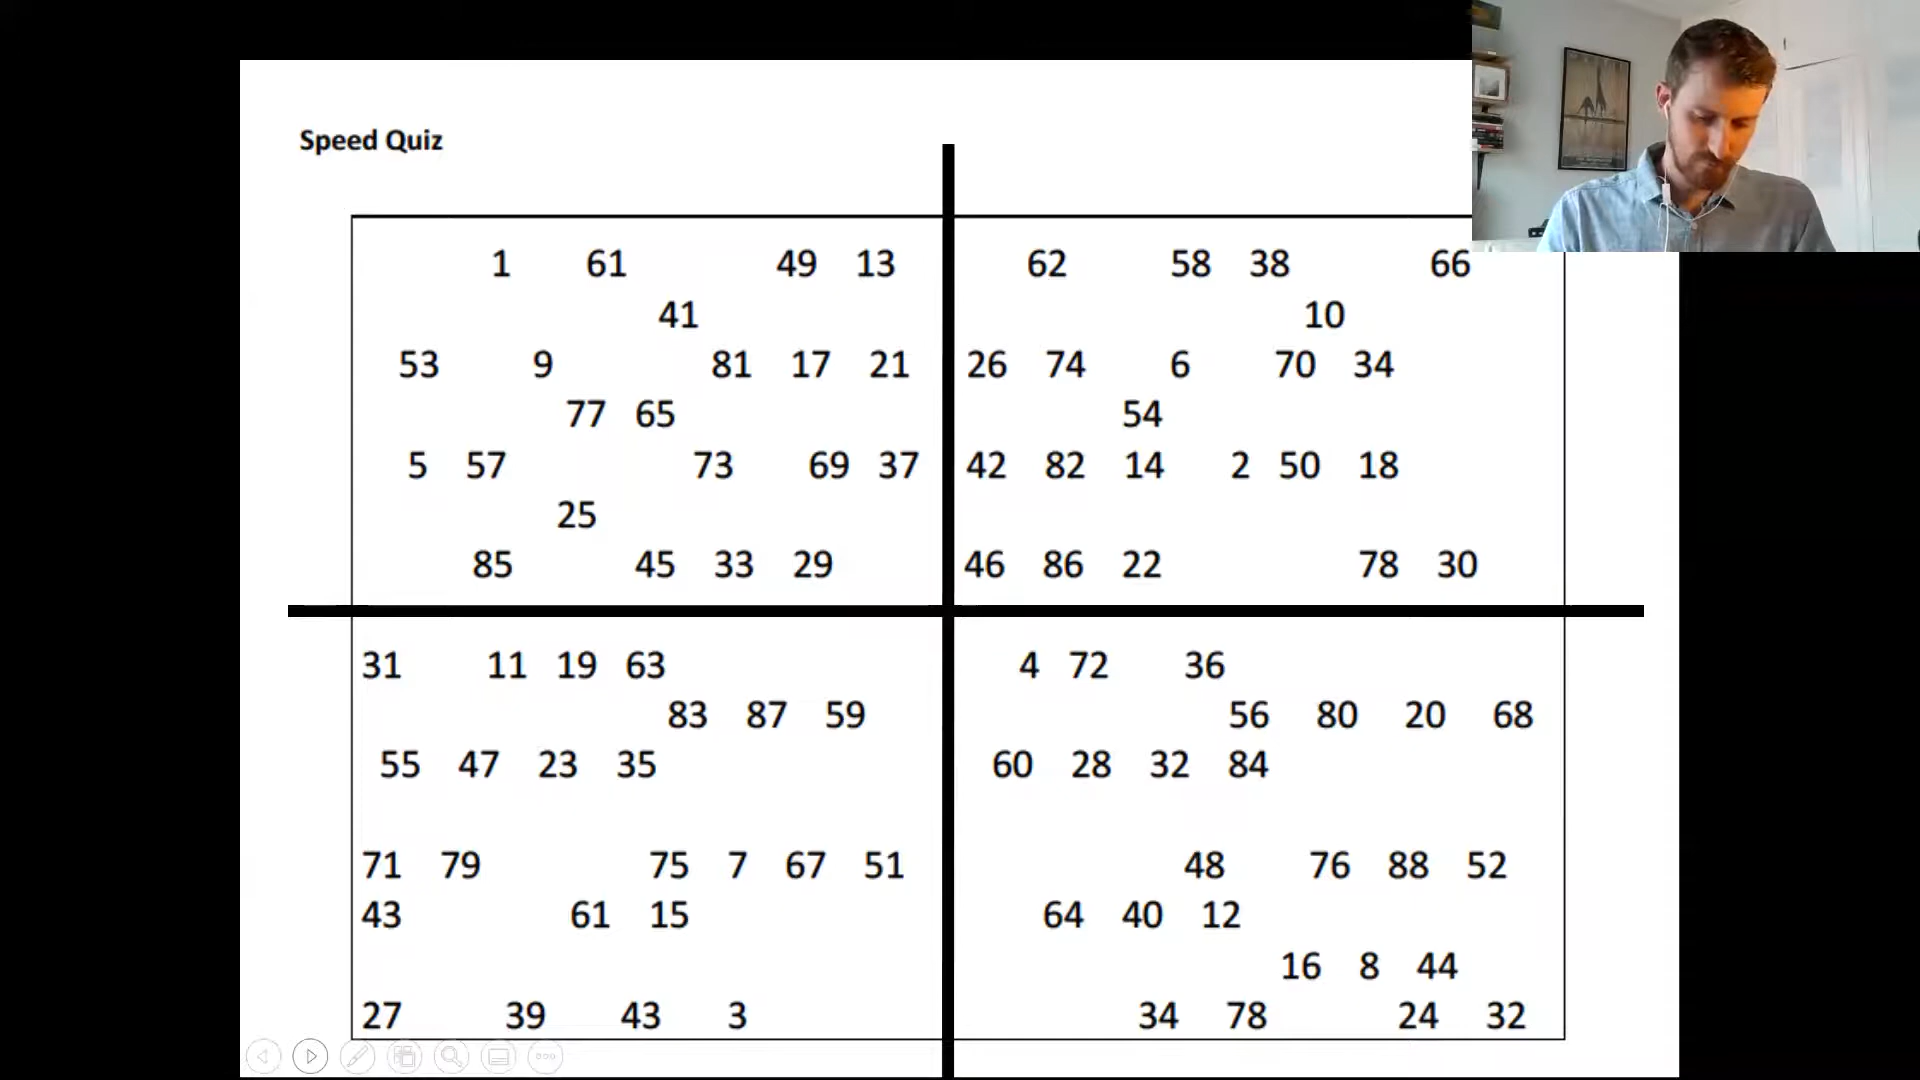 Speed Quiz
1 61 49 13 62 58 38 66
41 10
53 9 81 17 21 26 74 6 70 34
77 65 54
5 57 73 69 37 42 82 14 2 50 18
25
85 45 33 29 46 86 22 78 30
31 11 19 63 4 72 36
83 87 59 56 80 20 68
55 47 23 35 60 28 32 84
71 79 75 7 67 51 48 76 88 52
43 61 15 64 40 12
16 8 44
27 39 43 3 34 78 24 32